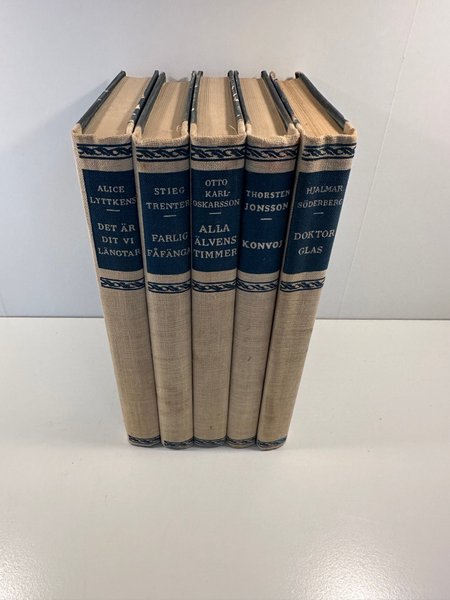 ALICE
LYTTKENS
DET ÄR
DIT VI
LÄNGTAR
STIEG
TRENTER
FARLIG
FÅFÄNGA
OTTO
KARL-
OSKARSSON
ALLA
ÄLVENS
TIMMER
THORSTEN
JONSSON
KONVOJ
HJALMAR
SÖDERBERG
DOKTOR
GLAS